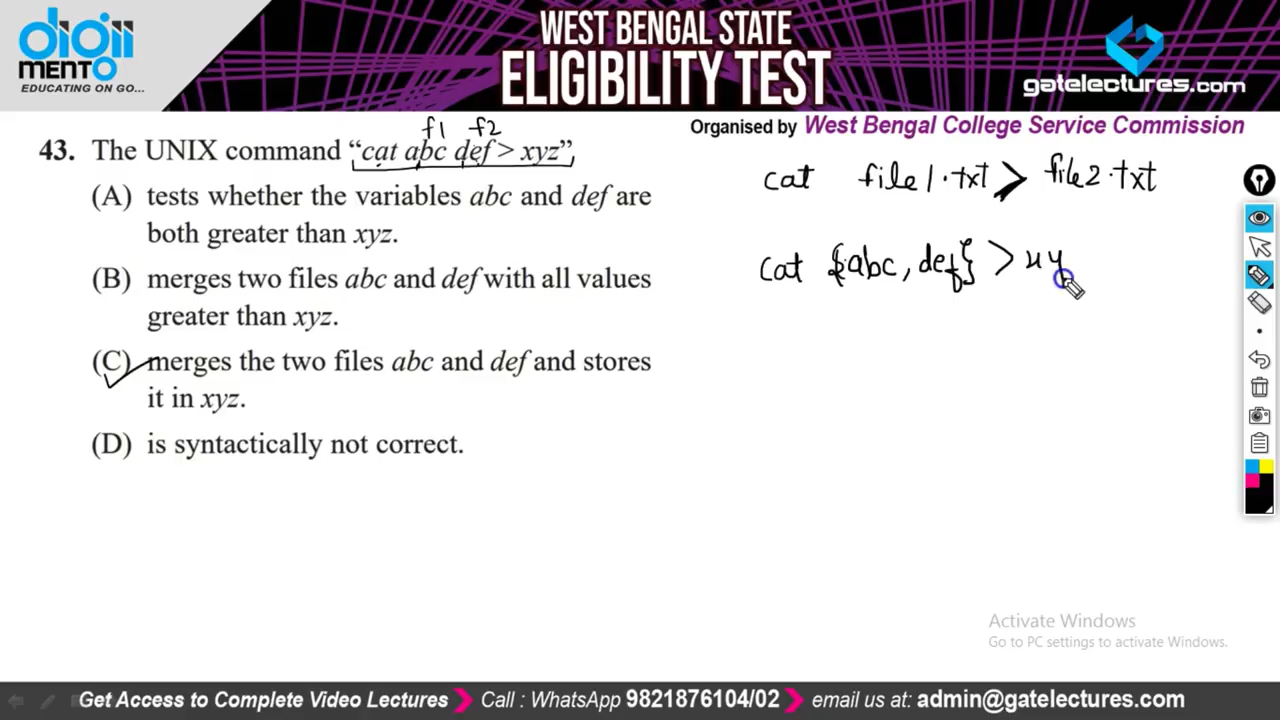 digii
MENTO
EDUCATING ON GO...
WEST BENGAL STATE
ELIGIBILITY TEST
gatelectures.com
Organised by West Bengal College Service Commission
f1 f2
43. The UNIX command “cat abc def > xyz”
(A) tests whether the variables abc and def are
both greater than xyz.
(B) merges two files abc and def with all values
greater than xyz.
(C) merges the two files abc and def and stores
it in xyz.
(D) is syntactically not correct.
cat file1.txt > file2.txt
cat {abc, def} > xy
Activate Windows
Go to PC settings to activate Windows.
Get Access to Complete Video Lectures Call : WhatsApp 9821876104/02 email us at: admin@gatelectures.com